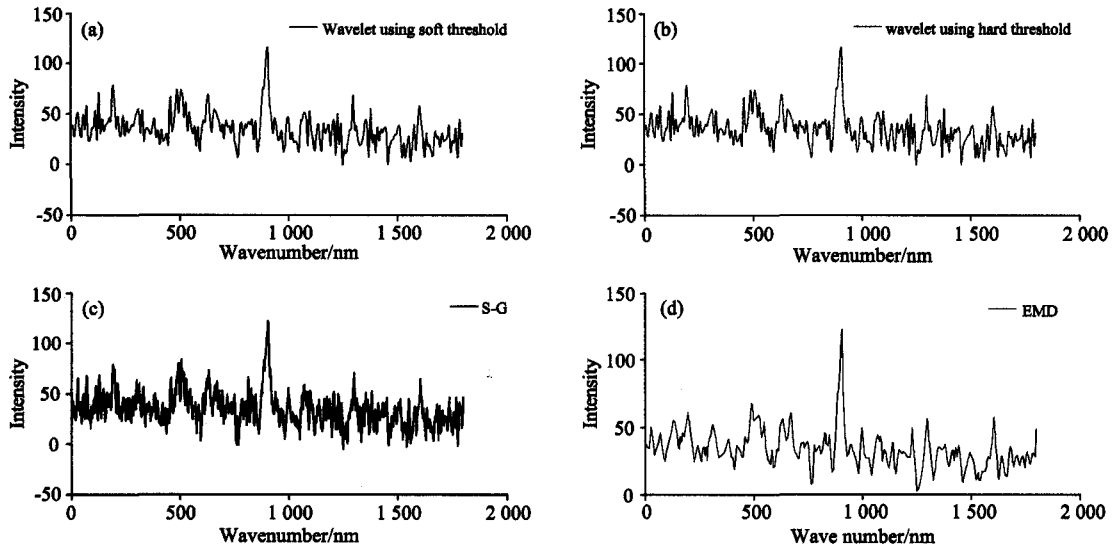 (a)
Wavelet using soft threshold
150
100
50
0
-50
Intensity
0
500
1 000
1 500
2 000
Wavenumber/nm
(b)
wavelet using hard threshold
150
100
50
0
-50
Intensity
0
500
1 000
1 500
2 000
Wavenumber/nm
(c)
S-G
150
100
50
0
-50
Intensity
0
500
1 000
1 500
2 000
Wavenumber/nm
(d)
EMD
150
100
50
0
Intensity
0
500
1 000
1 500
2 000
Wave number/nm